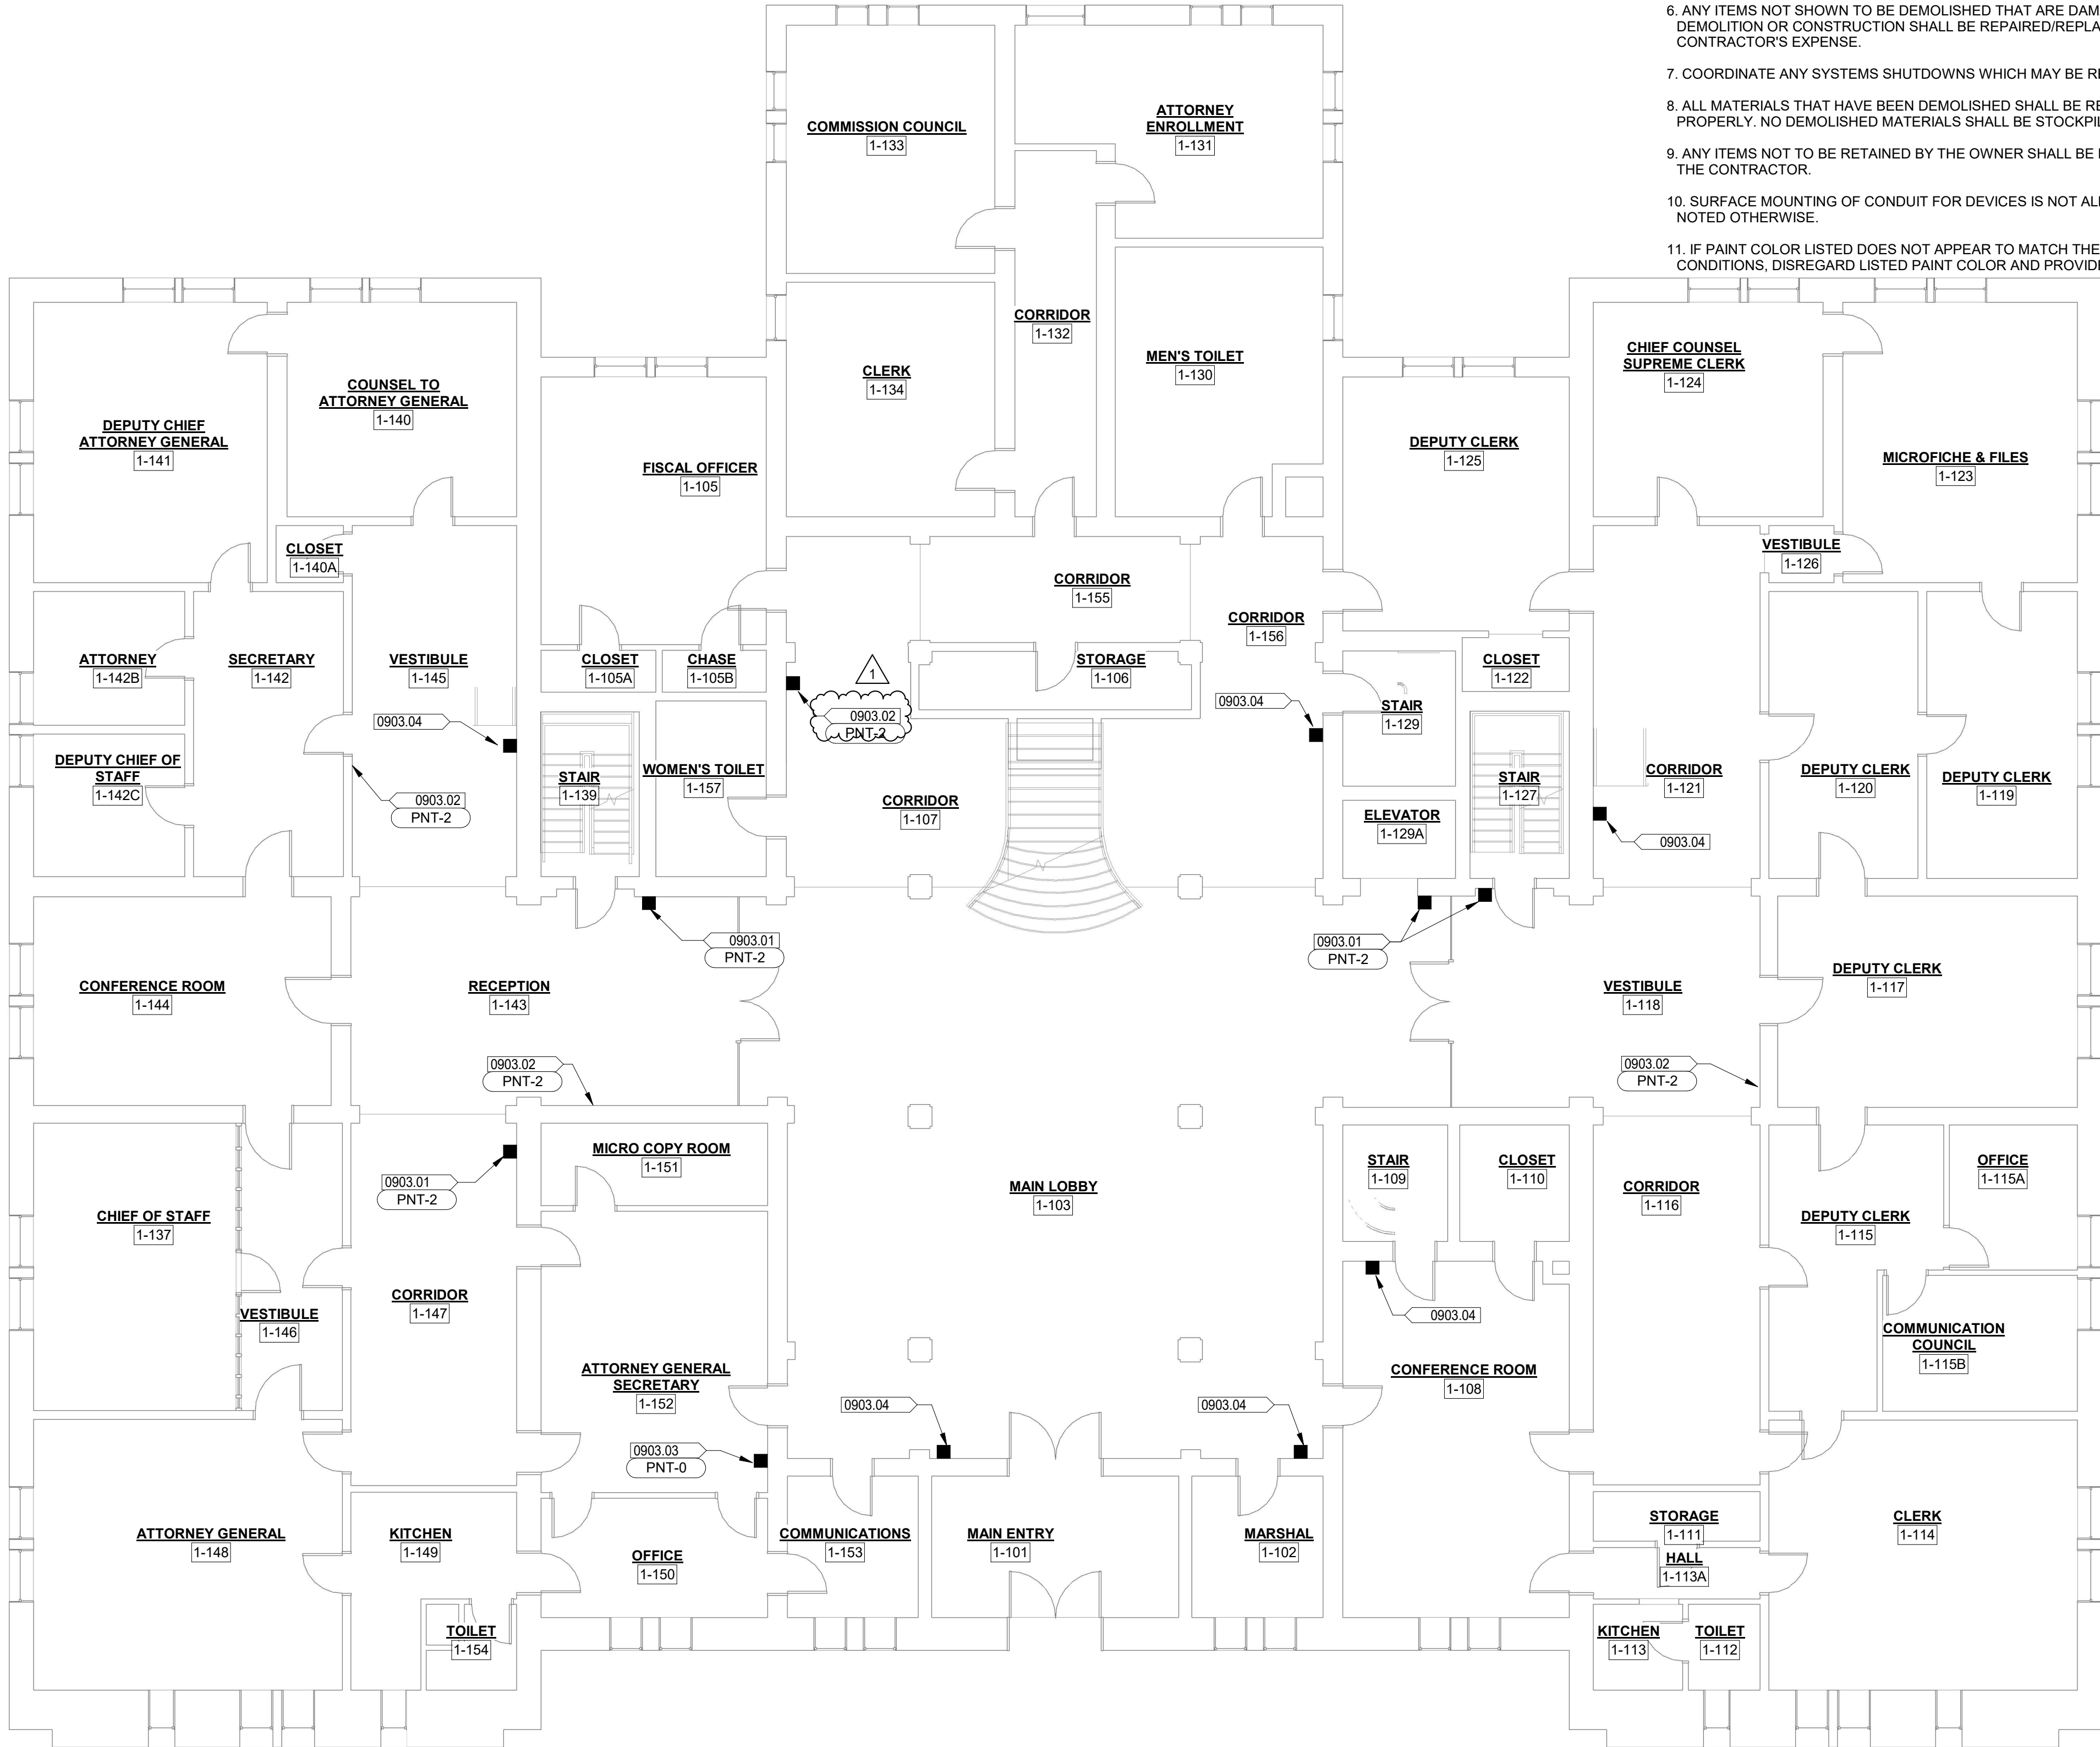 6. ANY ITEMS NOT SHOWN TO BE DEMOLISHED THAT ARE
DEMOLITION OR CONSTRUCTION SHALL BE
CONTRACTOR'S EXPENSE.
7. COORDINATE ANY SYSTEMS SHUTDOWNS WHICH MAY BE
8. ALL MATERIALS THAT HAVE BEEN DEMOLISHED SHALL BE
PROPERLY. NO DEMOLISHED MATERIALS SHALL BE
9. ANY ITEMS NOT TO BE RETAINED BY THE OWNER SHALL BE
THE CONTRACTOR.
10. SURFACE MOUNTING OF CONDUIT FOR DEVICES IS NOT
NOTED OTHERWISE.
11. IF PAINT COLOR LISTED DOES NOT APPEAR TO MATCH THE
CONDITIONS, DISREGARD LISTED PAINT COLOR AND
COMMISSION COUNCIL
1-133
ATTORNEY
ENROLLMENT
1-131
CORRIDOR
1-132
MEN'S TOILET
1-130
CLERK
1-134
CHIEF COUNSEL
SUPREME CLERK
1-124
COUNSEL TO
ATTORNEY GENERAL
1-140
DEPUTY CHIEF
ATTORNEY GENERAL
1-141
FISCAL OFFICER
1-105
DEPUTY CLERK
1-125
MICROFICHE & FILES
1-123
CLOSET
1-140A
VESTIBULE
1-126
CORRIDOR
1-155
CORRIDOR
1-156
ATTORNEY
1-142B
SECRETARY
1-142
VESTIBULE
1-145
CLOSET
1-105A
CHASE
1-105B
1
STORAGE
1-106
CLOSET
1-122
0903.04
0903.02
PNT-2
0903.04
STAIR
1-129
DEPUTY CHIEF OF
STAFF
1-142C
0903.02
PNT-2
STAIR
1-139
WOMEN'S TOILET
1-157
CORRIDOR
1-107
ELEVATOR
1-129A
STAIR
1-127
CORRIDOR
1-121
0903.04
DEPUTY CLERK
1-120
DEPUTY CLERK
1-119
0903.01
PNT-2
0903.01
PNT-2
CONFERENCE ROOM
1-144
RECEPTION
1-143
VESTIBULE
1-118
DEPUTY CLERK
1-117
0903.02
PNT-2
0903.02
PNT-2
MICRO COPY ROOM
1-151
STAIR
1-109
CLOSET
1-110
OFFICE
1-115A
0903.01
PNT-2
MAIN LOBBY
1-103
CORRIDOR
1-116
CHIEF OF STAFF
1-137
DEPUTY CLERK
1-115
CORRIDOR
1-147
VESTIBULE
1-146
0903.04
COMMUNICATION
COUNCIL
1-115B
ATTORNEY GENERAL
SECRETARY
1-152
CONFERENCE ROOM
1-108
0903.04
0903.04
0903.03
PNT-0
ATTORNEY GENERAL
1-148
KITCHEN
1-149
OFFICE
1-150
COMMUNICATIONS
1-153
MAIN ENTRY
1-101
MARSHAL
1-102
STORAGE
1-111
HALL
1-113A
CLERK
1-114
TOILET
1-154
KITCHEN
1-113
TOILET
1-112